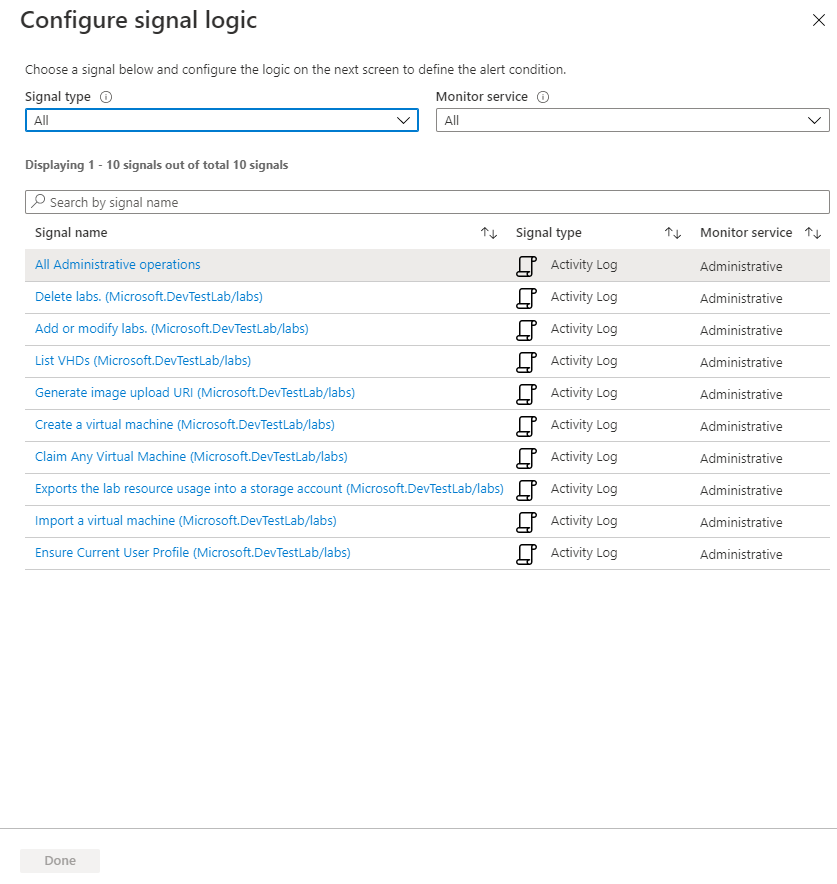 Configure signal logic
Choose a signal below and configure the logic on the next screen to define the alert condition.
Signal type Monitor service
All All
Displaying 1 - 10 signals out of total 10 signals
Search by signal name
Signal name Signal type Monitor service
All Administrative operations Activity Log Administrative
Delete labs. (Microsoft.DevTestLab/labs) Activity Log Administrative
Add or modify labs. (Microsoft.DevTestLab/labs) Activity Log Administrative
List VHDs (Microsoft.DevTestLab/labs) Activity Log Administrative
Generate image upload URI (Microsoft.DevTestLab/labs) Activity Log Administrative
Create a virtual machine (Microsoft.DevTestLab/labs) Activity Log Administrative
Claim Any Virtual Machine (Microsoft.DevTestLab/labs) Activity Log Administrative
Exports the lab resource usage into a storage account (Microsoft.DevTestLab/labs) Activity Log Administrative
Import a virtual machine (Microsoft.DevTestLab/labs) Activity Log Administrative
Ensure Current User Profile (Microsoft.DevTestLab/labs) Activity Log Administrative
Done